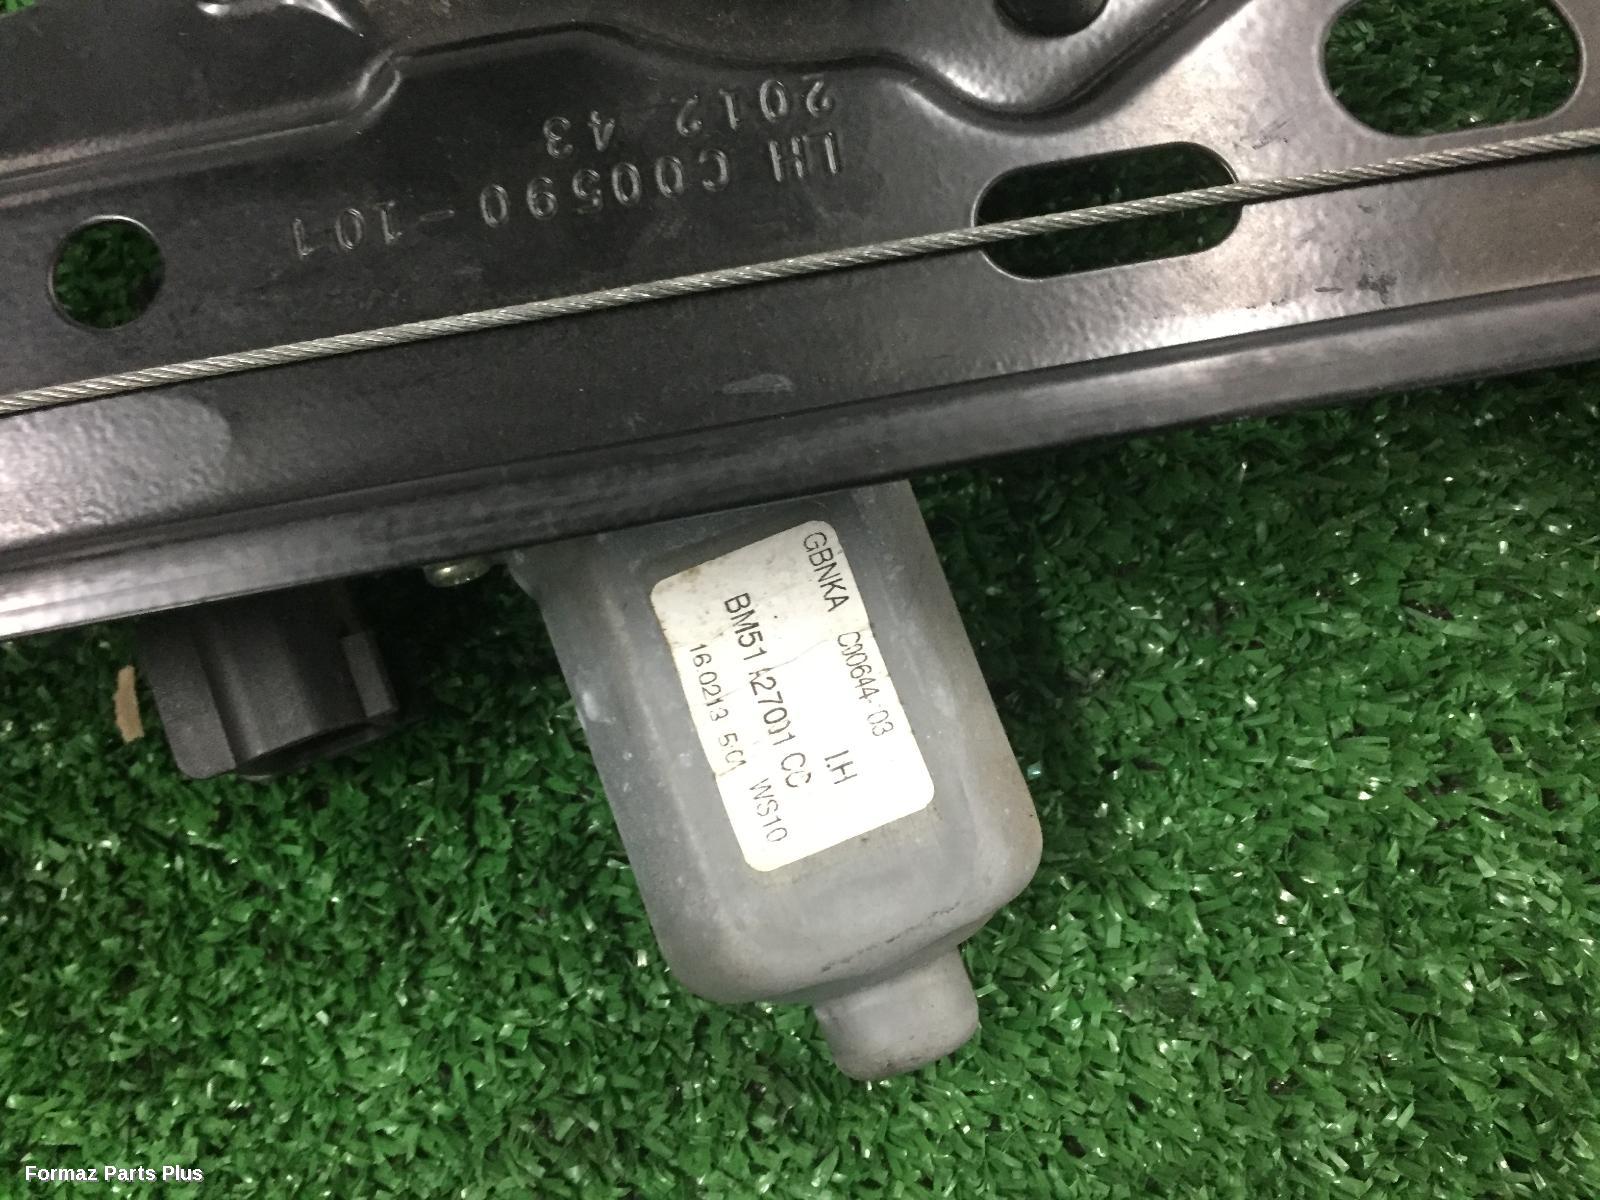 LH C00590-101
2012 43
GBNKA C00644-03
LH
BM51 A27001 CC
16.0213 5:01 WS10
Formaz Parts Plus